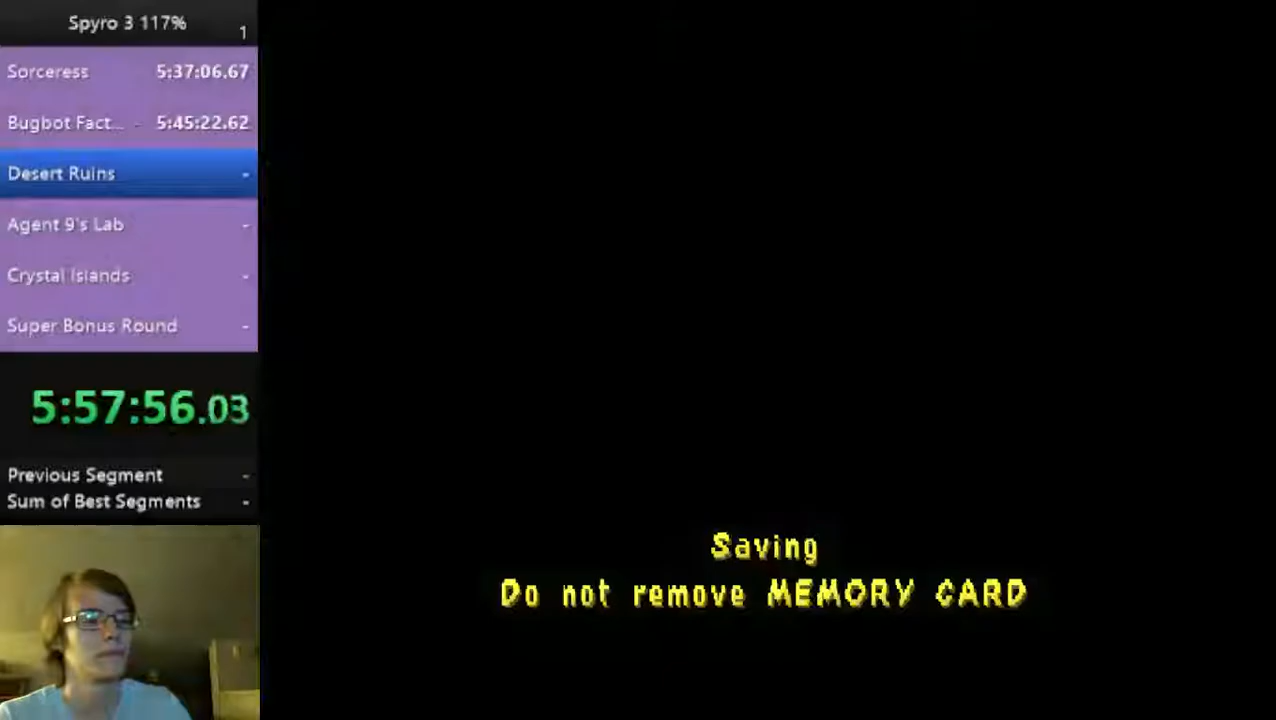 Spyro 3 117%
1
Sorceress 5:37:06.67
Bugbot Fact... - 5:45:22.62
Desert Ruins -
Agent 9's Lab -
Crystal Islands -
Super Bonus Round -
5:57:56.03
Previous Segment -
Sum of Best Segments -
Saving
Do not remove MEMORY CARD